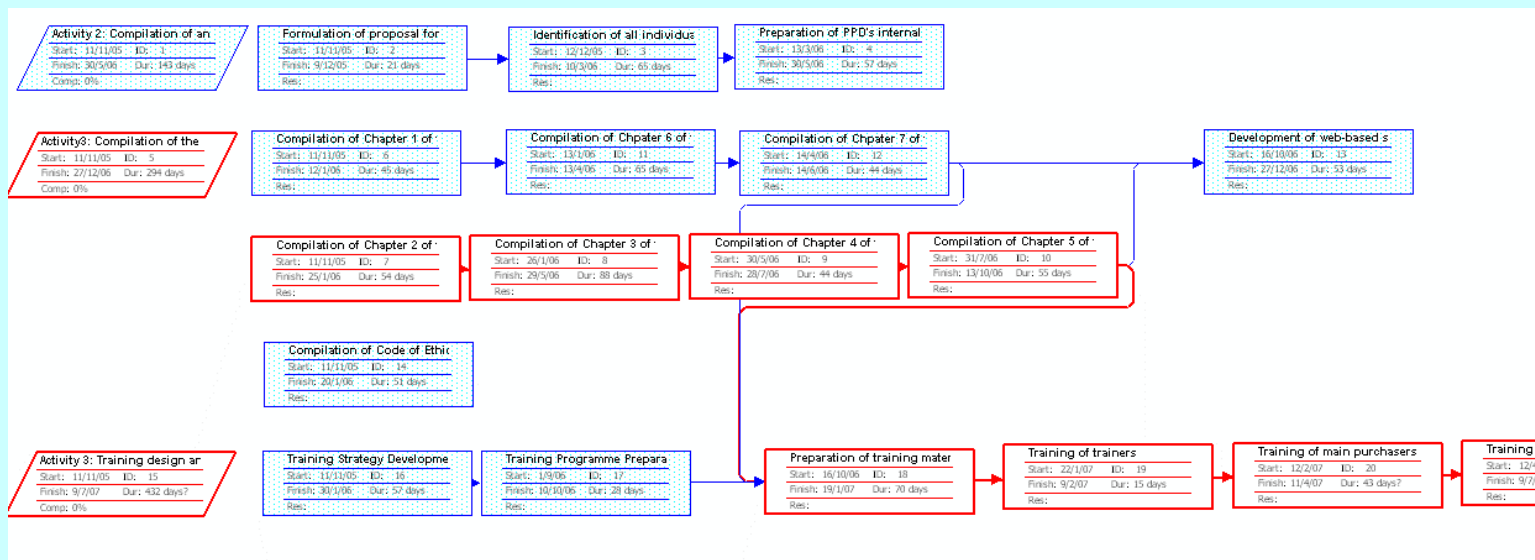 Activity 2: Compilation of an
Start: 11/11/05 ID: 1
Finish: 30/5/06 Dur: 143 days
Comp: 0%
Formulation of proposal for
Start: 11/11/05 ID: 2
Finish: 9/12/05 Dur: 21 days
Res:
Identification of all individua
Start: 12/12/05 ID: 3
Finish: 10/3/06 Dur: 65 days
Res:
Preparation of PPD's internal
Start: 13/3/06 ID: 4
Finish: 30/5/06 Dur: 57 days
Res:
Activity3: Compilation of the
Start: 11/11/05 ID: 5
Finish: 27/12/06 Dur: 294 days
Comp: 0%
Compilation of Chapter 1 of
Start: 11/11/05 ID: 6
Finish: 12/1/06 Dur: 45 days
Res:
Compilation of Chpater 6 of
Start: 13/1/06 ID: 11
Finish: 13/4/06 Dur: 65 days
Res:
Compilation of Chpater 7 of
Start: 14/4/06 ID: 12
Finish: 14/6/06 Dur: 44 days
Res:
Development of web-based s
Start: 16/10/06 ID: 13
Finish: 27/12/06 Dur: 53 days
Res:
Compilation of Chapter 2 of
Start: 11/11/05 ID: 7
Finish: 25/1/06 Dur: 54 days
Res:
Compilation of Chapter 3 of
Start: 26/1/06 ID: 8
Finish: 29/5/06 Dur: 88 days
Res:
Compilation of Chapter 4 of
Start: 30/5/06 ID: 9
Finish: 28/7/06 Dur: 44 days
Res:
Compilation of Chapter 5 of
Start: 31/7/06 ID: 10
Finish: 13/10/06 Dur: 55 days
Res:
Compilation of Code of Ethic
Start: 11/11/05 ID: 14
Finish: 20/1/06 Dur: 51 days
Res:
Activity 3: Training design ar
Start: 11/11/05 ID: 15
Finish: 9/7/07 Dur: 432 days?
Comp: 0%
Training Strategy Developme
Start: 11/11/05 ID: 16
Finish: 30/1/06 Dur: 57 days
Res:
Training Programme Prepara
Start: 1/9/06 ID: 17
Finish: 10/10/06 Dur: 28 days
Res:
Preparation of training mater
Start: 16/10/06 ID: 18
Finish: 19/1/07 Dur: 70 days
Res:
Training of trainers
Start: 22/1/07 ID: 19
Finish: 9/2/07 Dur: 15 days
Res:
Training of main purchasers
Start: 12/2/07 ID: 20
Finish: 11/4/07 Dur: 43 days?
Res:
Training
Start: 12/4
Finish: 9/7/
Res: